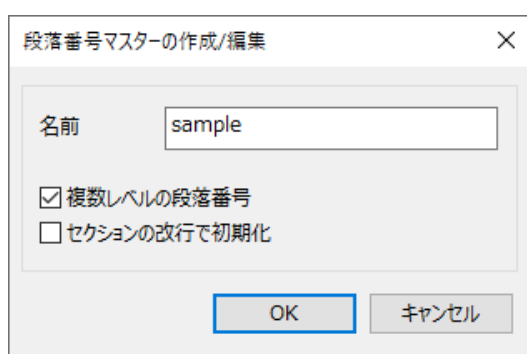 段落番号マスターの作成/編集
名前 sample
複数レベルの段落番号
セクションの改行で初期化
OK キャンセル